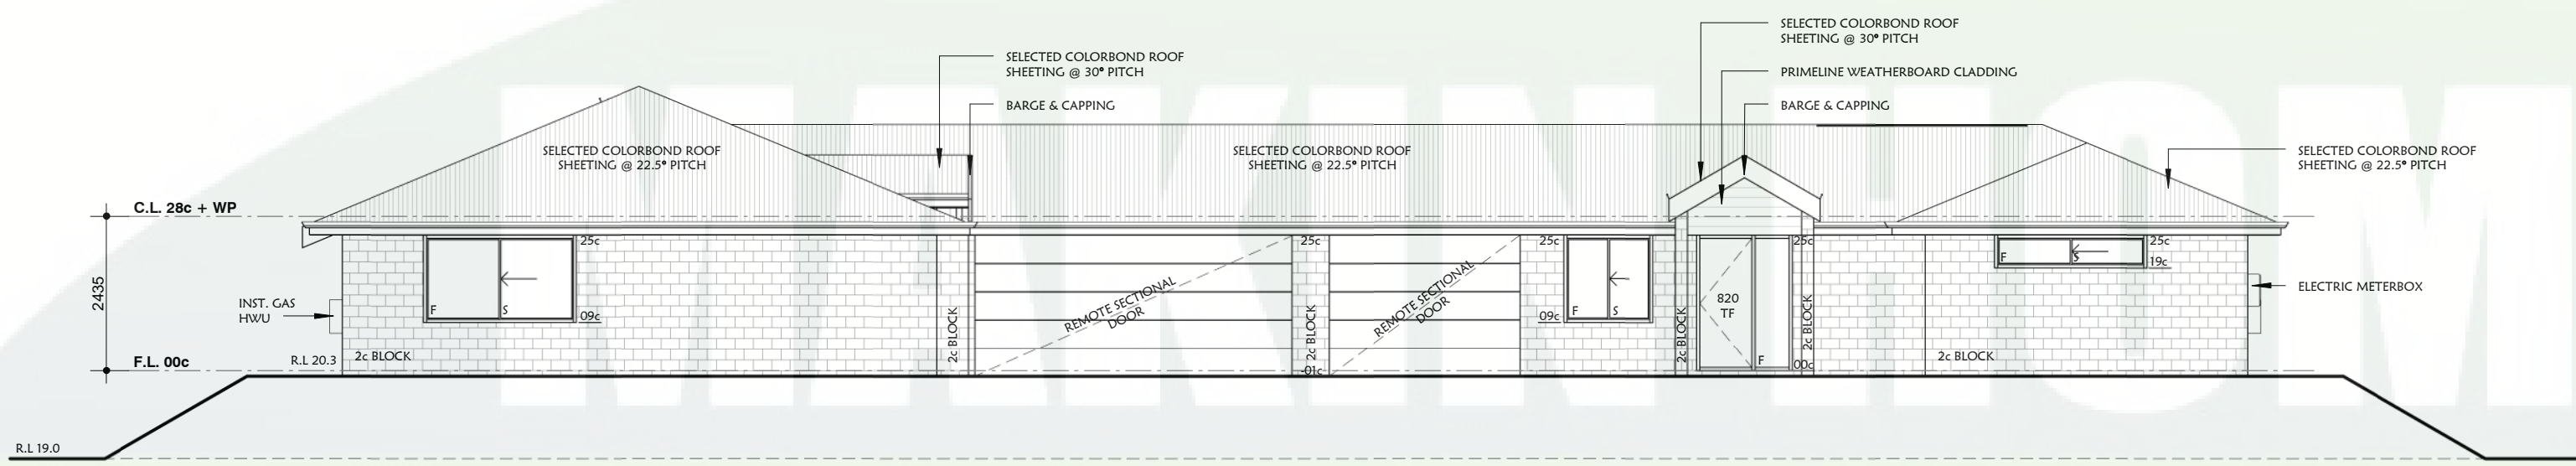 SELECTED COLORBOND ROOF
SHEETING @ 30° PITCH
SELECTED COLORBOND ROOF
SHEETING @ 30° PITCH
PRIMELINE WEATHERBOARD CLADDING
BARGE & CAPPING
BARGE & CAPPING
SELECTED COLORBOND ROOF
SHEETING @ 22.5° PITCH
SELECTED COLORBOND ROOF
SHEETING @ 22.5° PITCH
SELECTED COLORBOND ROOF
SHEETING @ 22.5° PITCH
MAKIN HOM
C.L. 28c + WP
25c
25c
25c
25c
25c
19c
2435
INST. GAS
HWU
F
S
09c
2c BLOCK
REMOTE SECTIONAL
DOOR
2c BLOCK
-01c
REMOTE SECTIONAL
DOOR
09c
F
S
2c BLOCK
820
TF
F
2c BLOCK
00c
F
S
ELECTRIC METERBOX
F.L. 00c
R.L 20.3
2c BLOCK
2c BLOCK
R.L 19.0